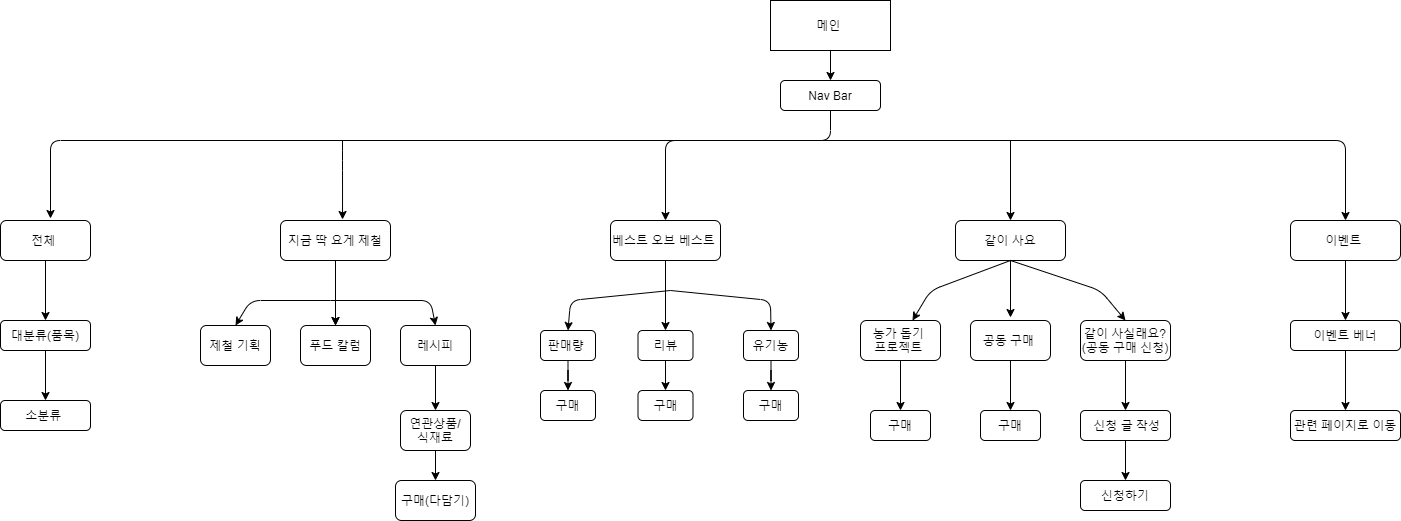 메인
Nav Bar
전체
지금 딱 요게 제철
베스트 오브 베스트
같이 사요
이벤트
대분류(품목)
제철 기획
푸드 칼럼
레시피
판매량
리뷰
유기농
농가 돕기
프로젝트
공동 구매
같이 사실래요?
(공동 구매 신청)
이벤트 베너
소분류
연관상품/
식재료
구매
구매
구매
구매
구매
신청 글 작성
관련 페이지로 이동
구매(다담기)
신청하기